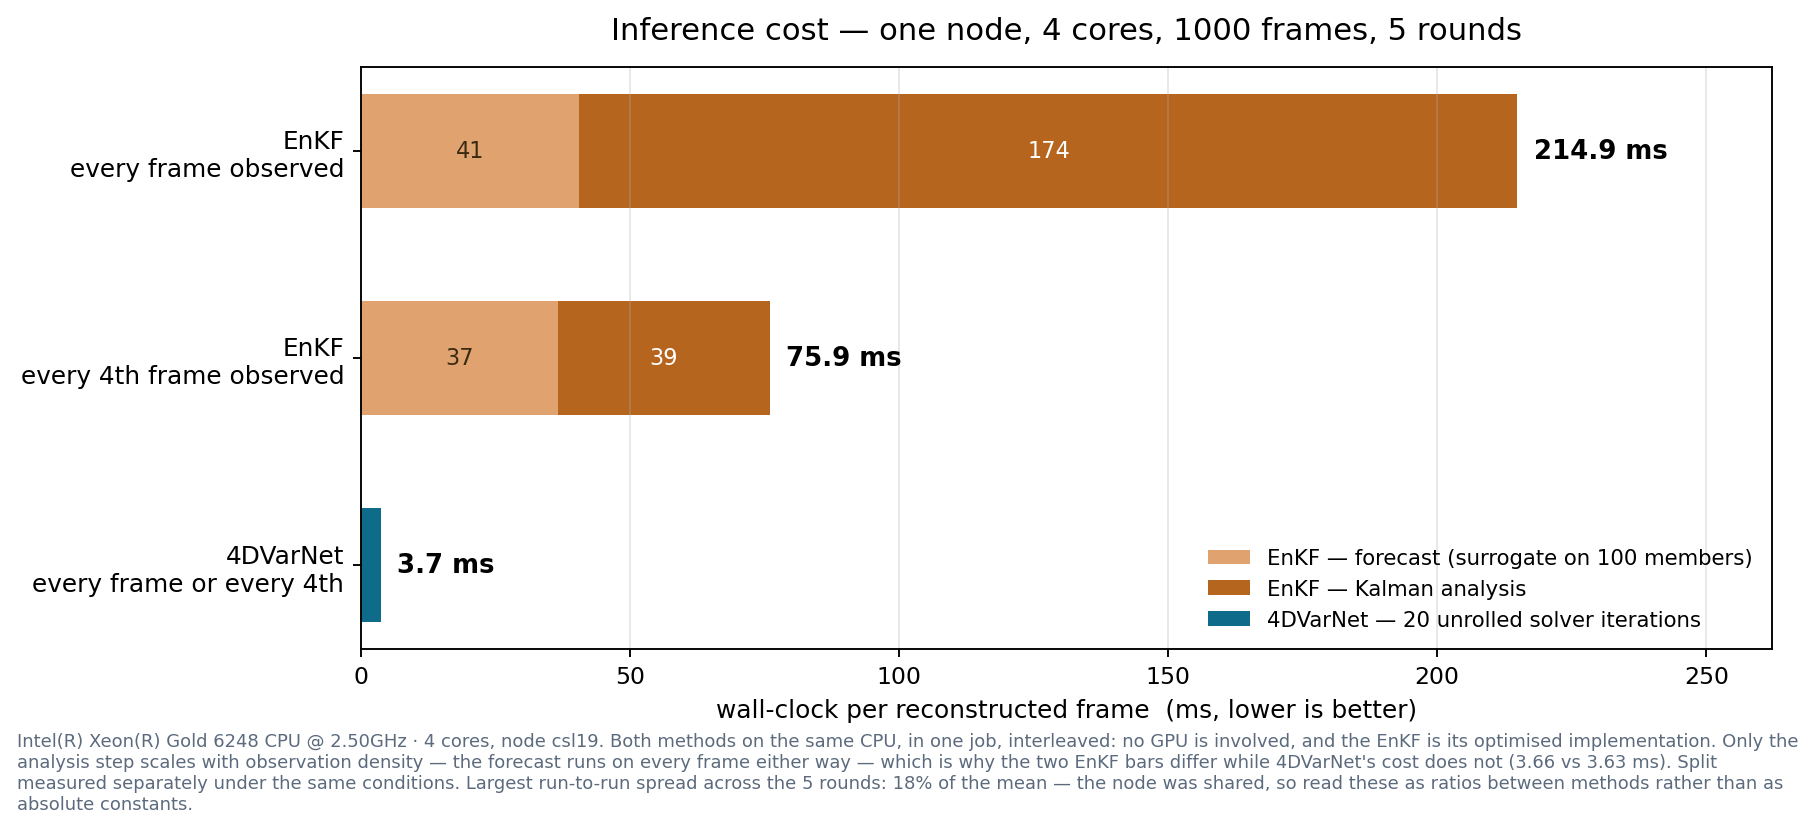 Inference cost — one node, 4 cores, 1000 frames, 5 rounds
EnKF
every frame observed
41
174
214.9 ms
EnKF
every 4th frame observed
37
39
75.9 ms
4DVarNet
every frame or every 4th
3.7 ms
EnKF — forecast (surrogate on 100 members)
EnKF — Kalman analysis
4DVarNet — 20 unrolled solver iterations
0
50
100
150
200
250
wall-clock per reconstructed frame  (ms, lower is better)
Intel(R) Xeon(R) Gold 6248 CPU @ 2.50GHz · 4 cores, node csl19. Both methods on the same CPU, in one job, interleaved: no GPU is involved, and the EnKF is its optimised implementation. Only the
analysis step scales with observation density — the forecast runs on every frame either way — which is why the two EnKF bars differ while 4DVarNet's cost does not (3.66 vs 3.63 ms). Split
measured separately under the same conditions. Largest run-to-run spread across the 5 rounds: 18% of the mean — the node was shared, so read these as ratios between methods rather than as
absolute constants.